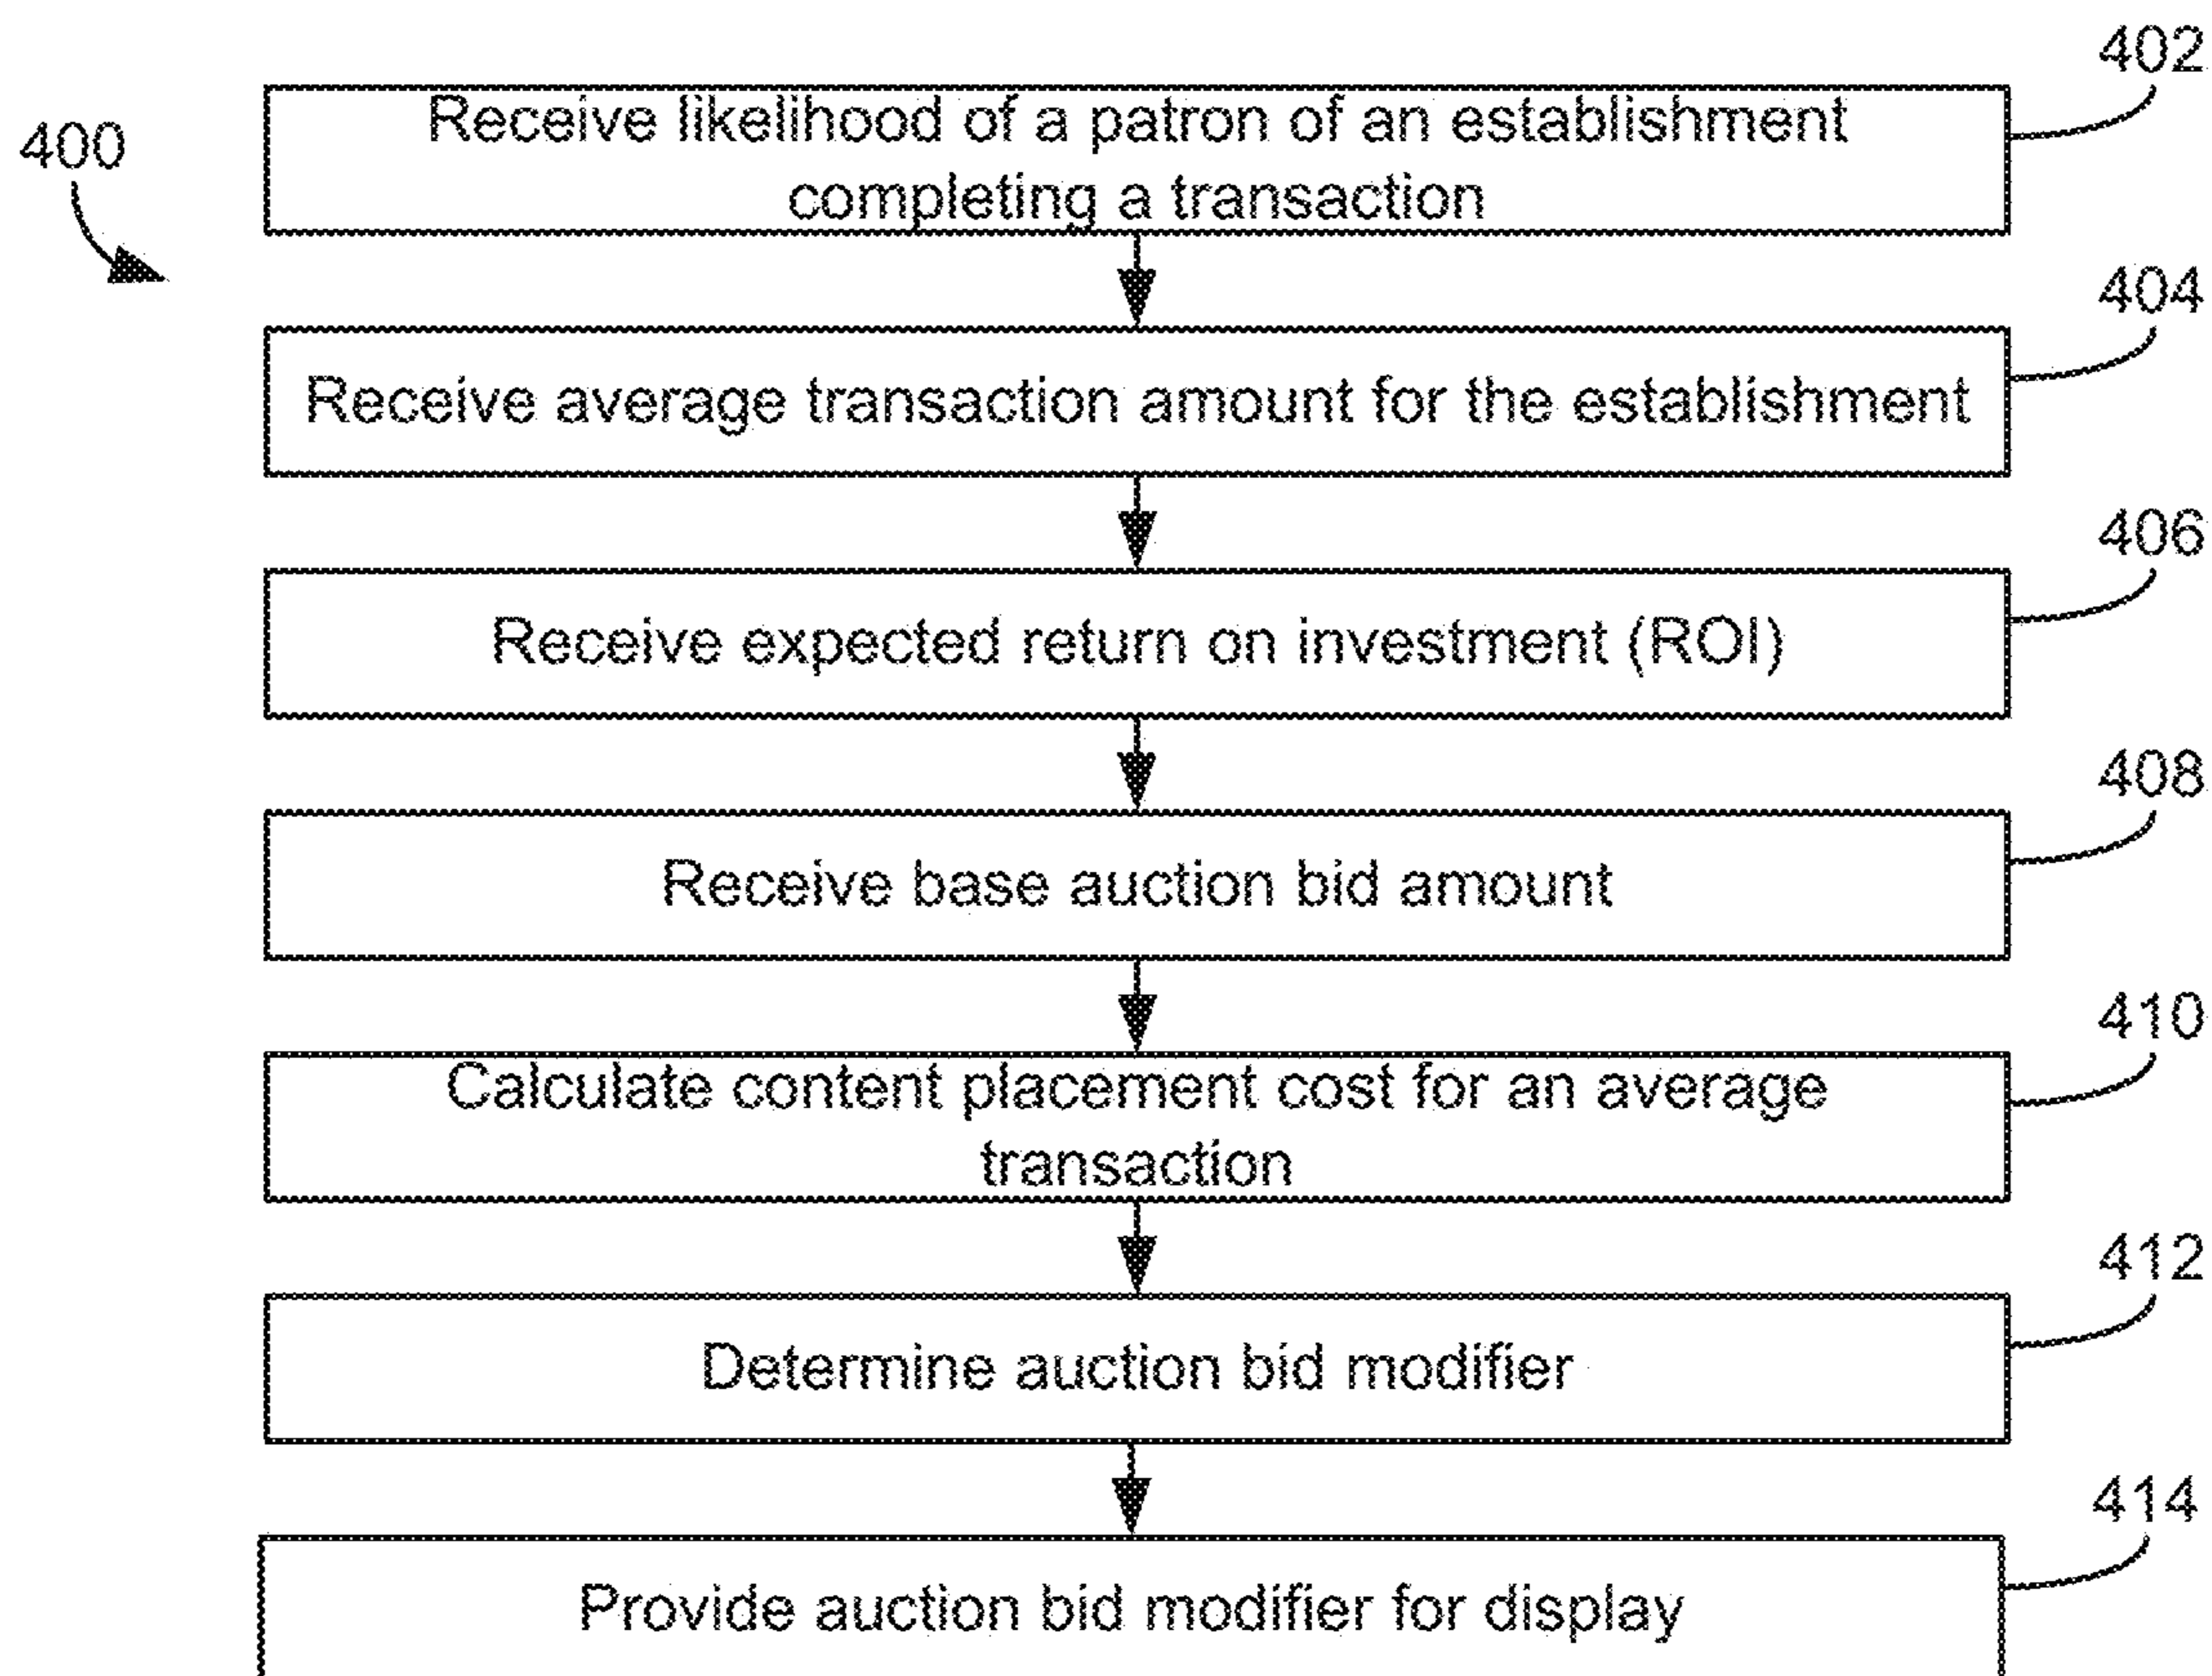 402
Receive likelihood of a patron of an establishment
completing a transaction
400
404
Receive average transaction amount for the establishment
406
Receive expected return on investment (ROI)
408
Receive base auction bid amount
410
Calculate content placement cost for an average
transaction
412
Determine auction bid modifier
414
Provide auction bid modifier for display